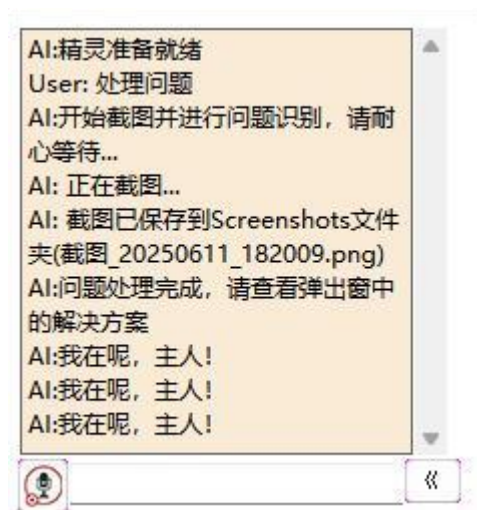 AI:精灵准备就绪
User: 处理问题
AI:开始截图并进行问题识别，请耐
心等待...
AI: 正在截图...
AI: 截图已保存到Screenshots文件
夹(截图_20250611_182009.png)
AI:问题处理完成，请查看弹出窗中
的解决方案
AI:我在呢，主人!
AI:我在呢，主人!
AI:我在呢，主人!
«